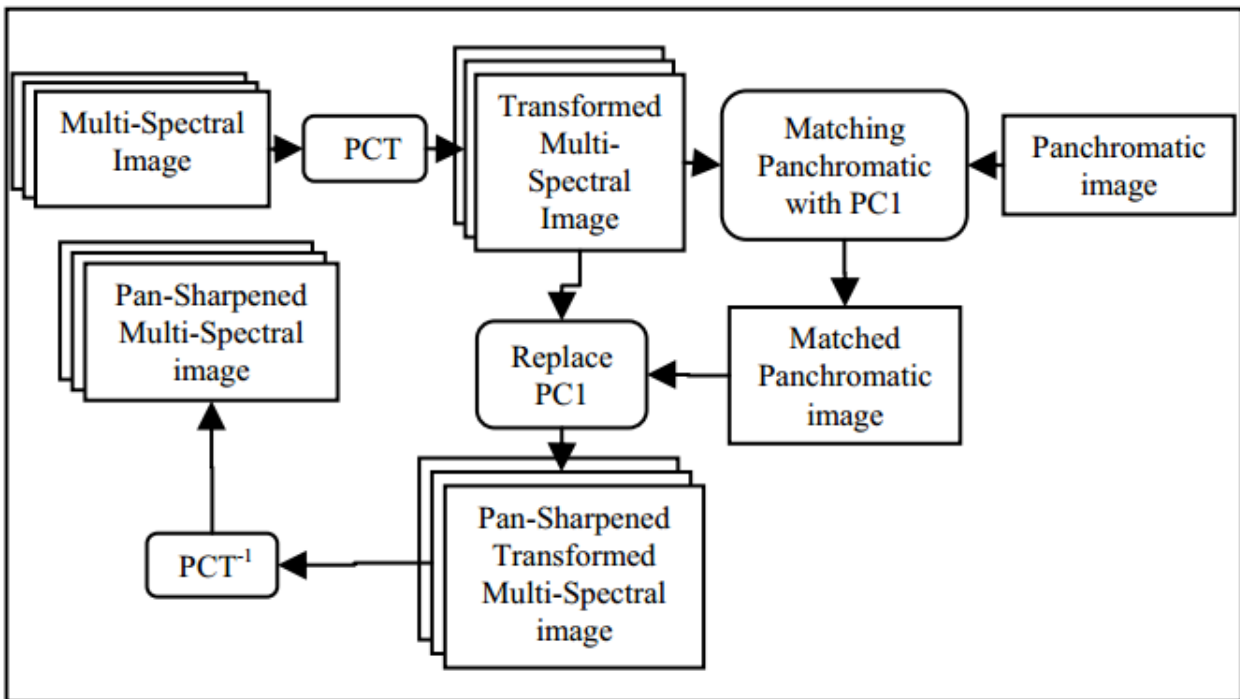 Multi-Spectral
Image
PCT
Transformed
Multi-
Spectral
Image
Matching
Panchromatic
with PC1
Panchromatic
image
Pan-Sharpened
Multi-Spectral
image
Replace
PC1
Matched
Panchromatic
image
PCT⁻¹
Pan-Sharpened
Transformed
Multi-Spectral
image